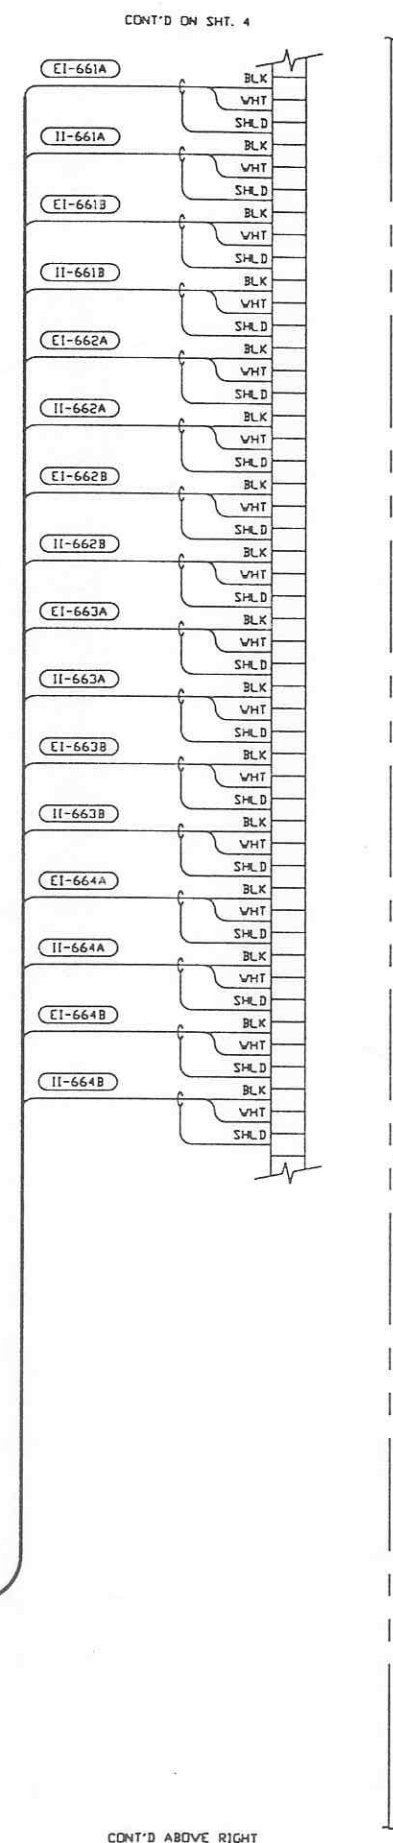 CONT'D ON SHT. 4
EI-661A
BLK
WHT
SHLD
II-661A
BLK
WHT
SHLD
EI-661B
BLK
WHT
SHLD
II-661B
BLK
WHT
SHLD
EI-662A
BLK
WHT
SHLD
II-662A
BLK
WHT
SHLD
EI-662B
BLK
WHT
SHLD
II-662B
BLK
WHT
SHLD
EI-663A
BLK
WHT
SHLD
II-663A
BLK
WHT
SHLD
EI-663B
BLK
WHT
SHLD
II-663B
BLK
WHT
SHLD
EI-664A
BLK
WHT
SHLD
II-664A
BLK
WHT
SHLD
EI-664B
BLK
WHT
SHLD
II-664B
BLK
WHT
SHLD
CONT'D ABOVE RIGHT